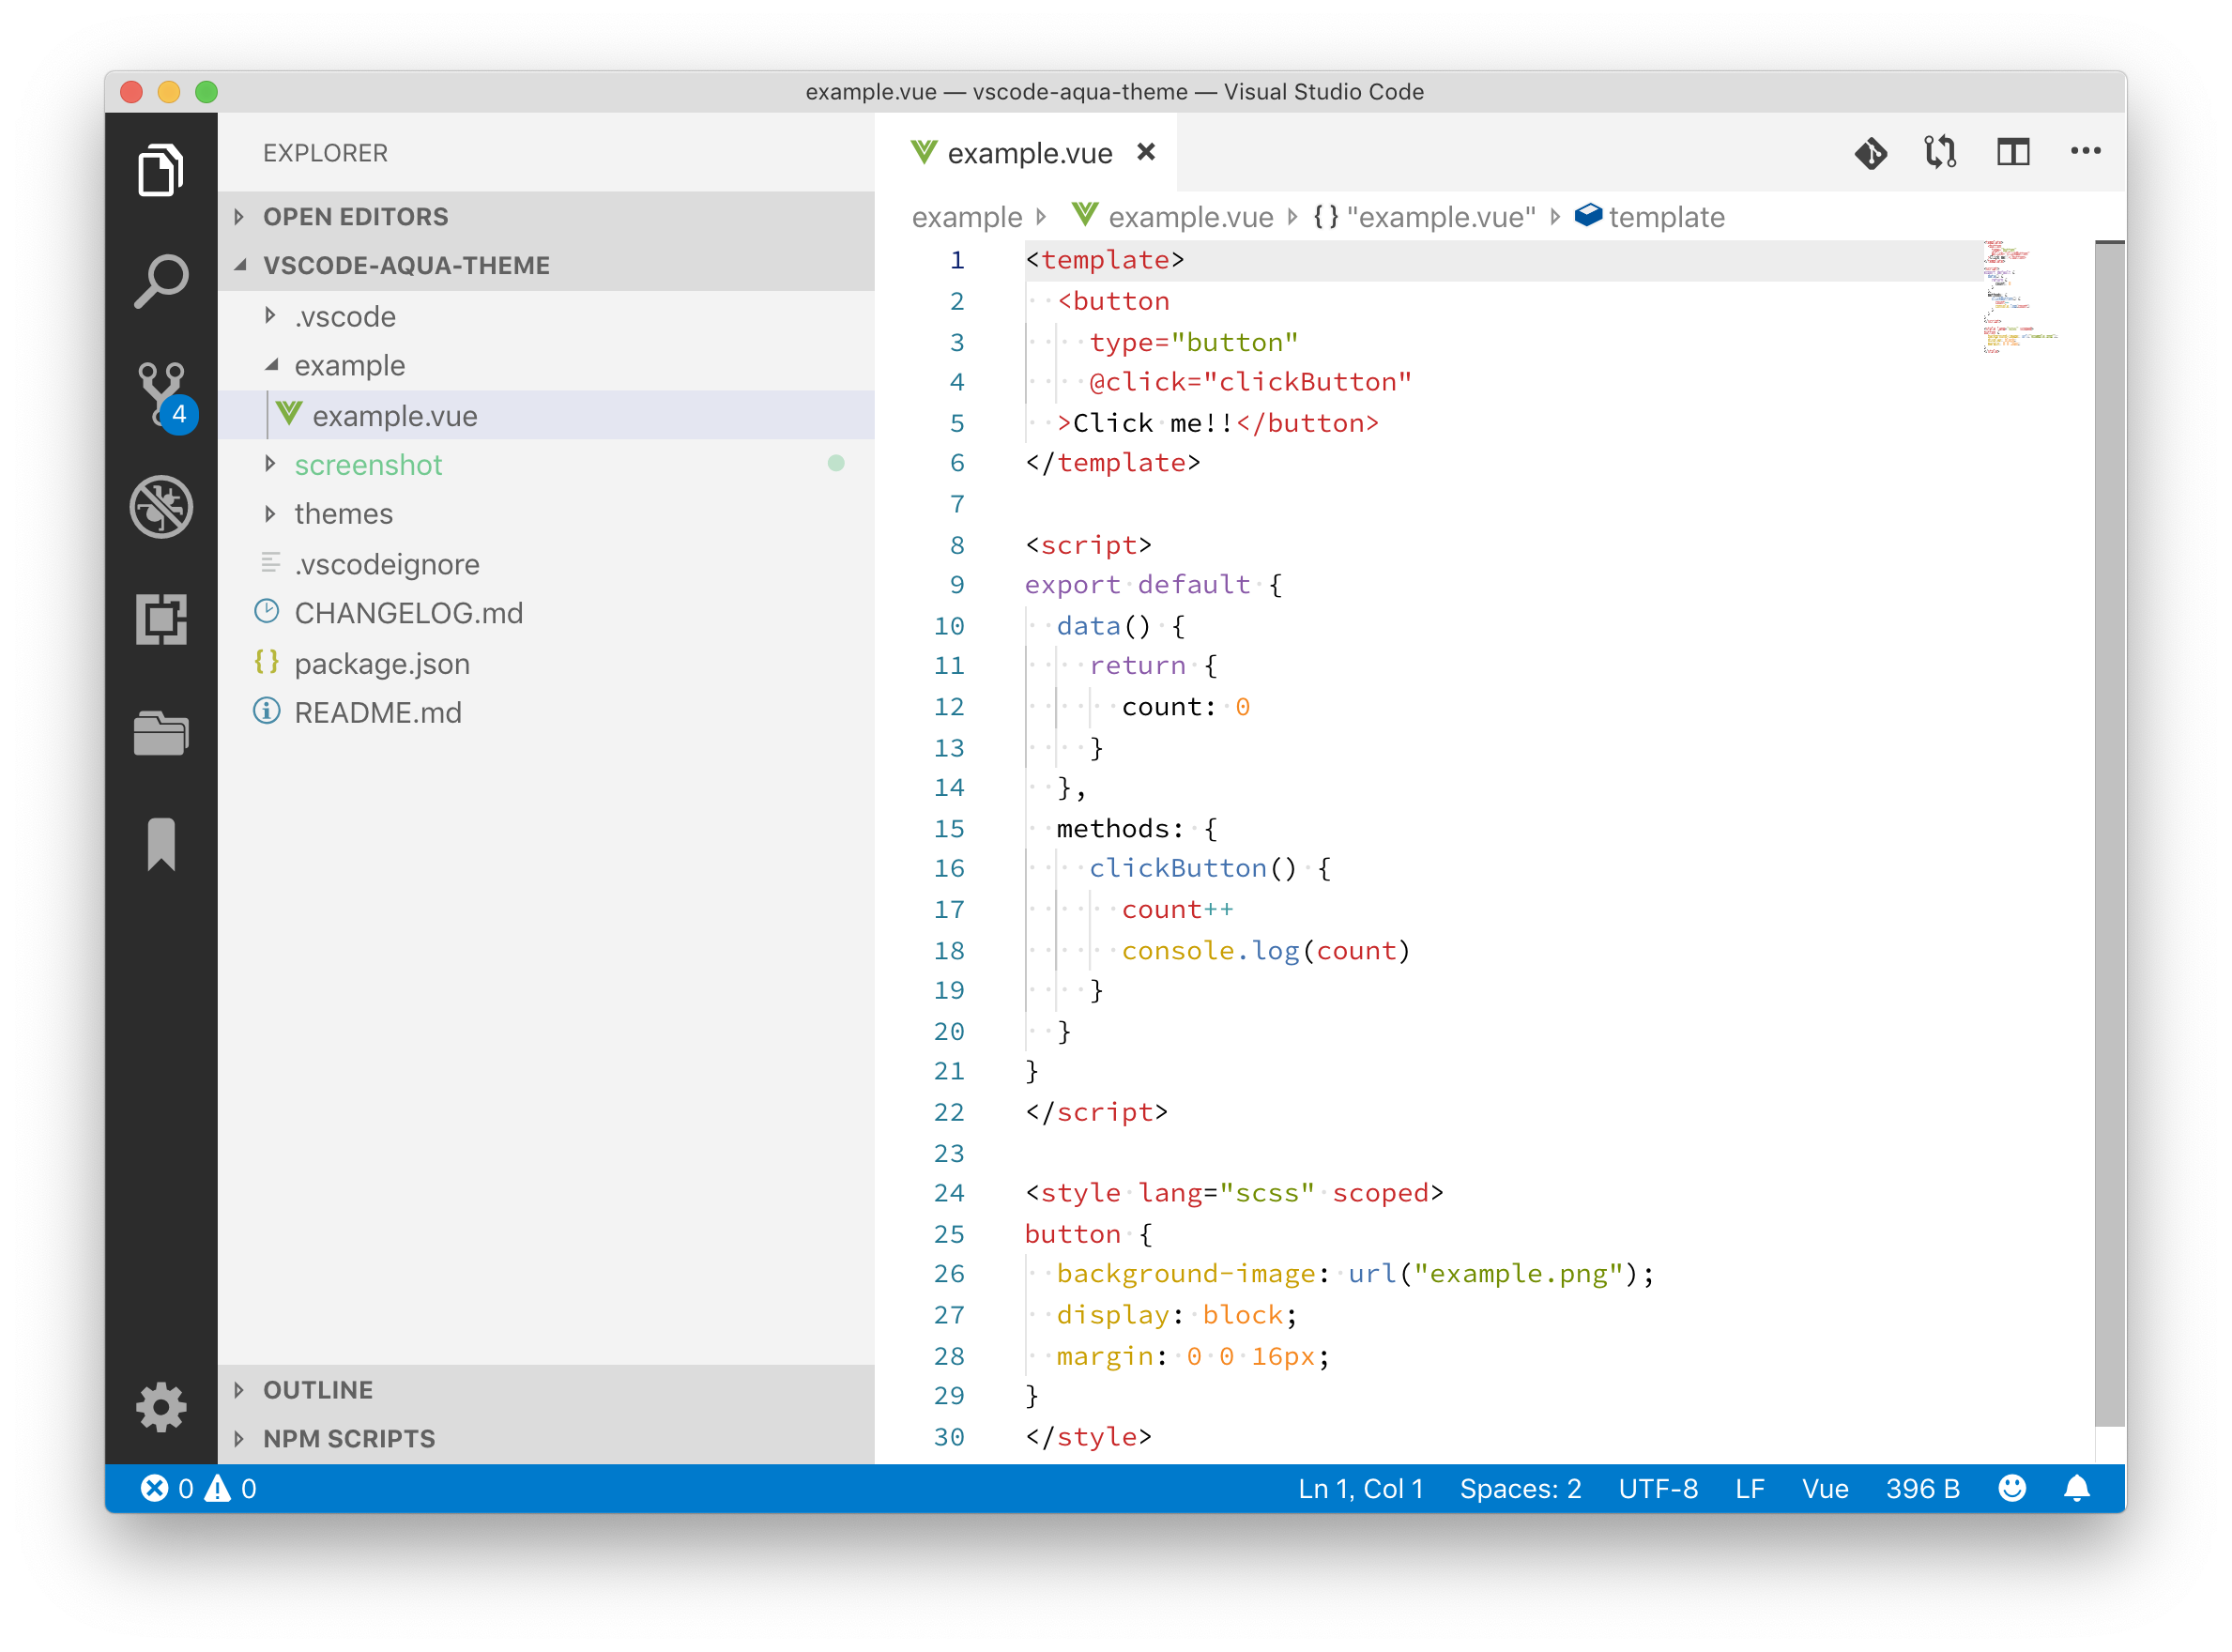 example.vue — vscode-aqua-theme — Visual Studio Code
EXPLORER
OPEN EDITORS
VSCODE-AQUA-THEME
.vscode
example
example.vue
screenshot
themes
.vscodeignore
CHANGELOG.md
package.json
README.md
OUTLINE
NPM SCRIPTS
4
example.vue
example example.vue {} "example.vue" template
1 <template>
2   <button
3     type="button"
4     @click="clickButton"
5   >Click me!!</button>
6 </template>
7
8 <script>
9 export default {
10   data() {
11     return {
12       count: 0
13     }
14   },
15   methods: {
16     clickButton() {
17       count++
18       console.log(count)
19     }
20   }
21 }
22 </script>
23
24 <style lang="scss" scoped>
25 button {
26   background-image: url("example.png");
27   display: block;
28   margin: 0 0 16px;
29 }
30 </style>
0 0 Ln 1, Col 1 Spaces: 2 UTF-8 LF Vue 396 B